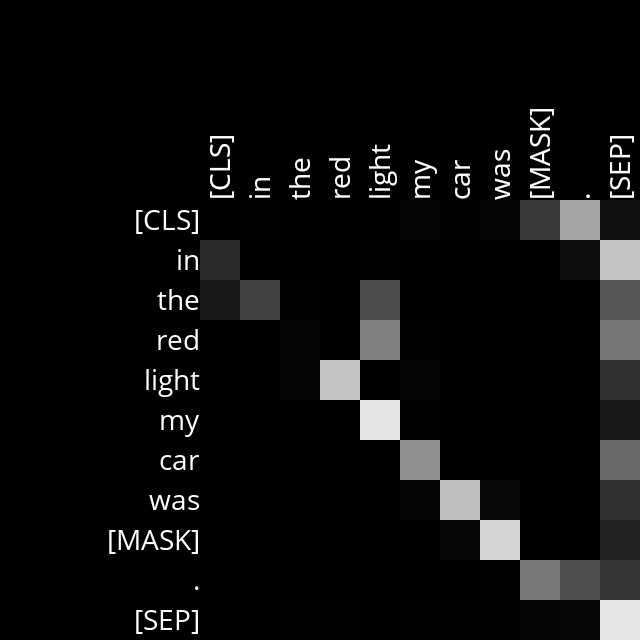 [CLS] in the red light my car was [MASK] . [SEP]
[CLS]
in
the
red
light
my
car
was
[MASK]
.
[SEP]